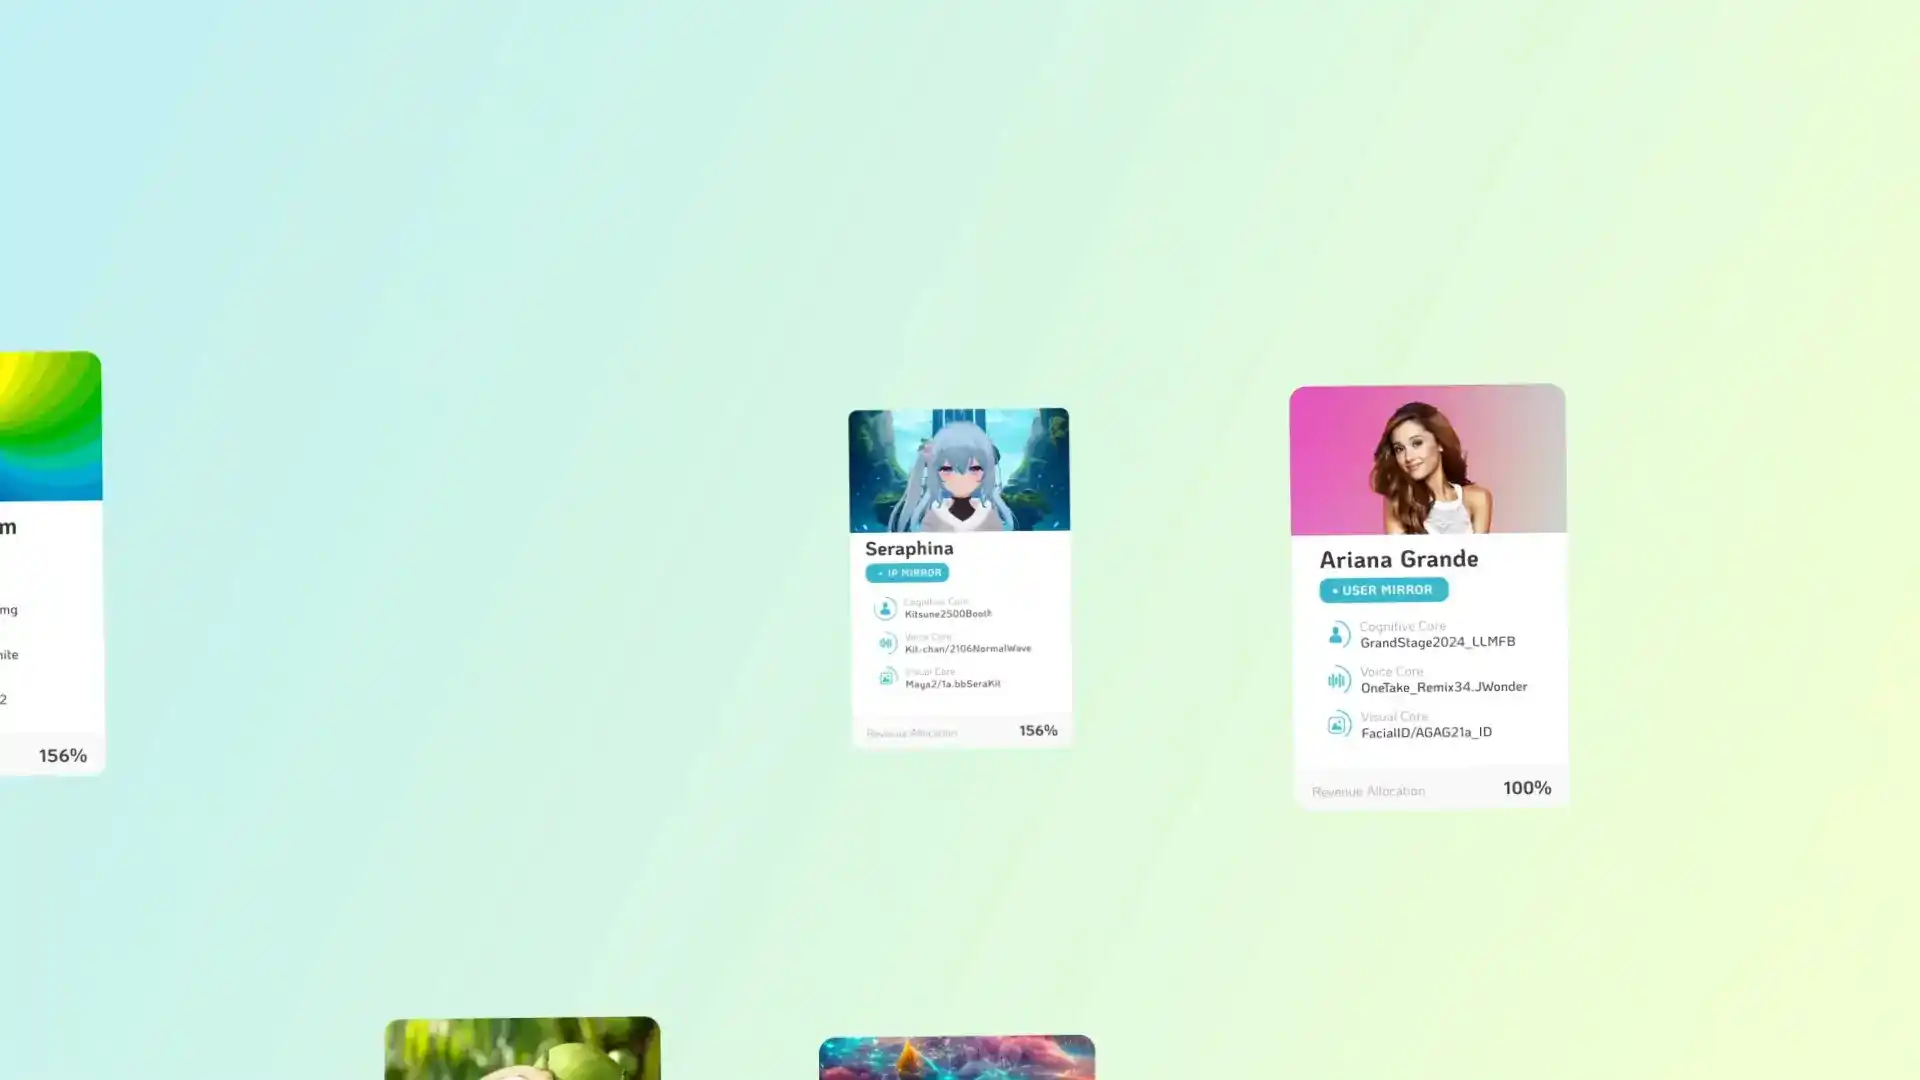 m
mg
nite
2
156%
Seraphina
• IP MIRROR
Cognitive Core
Kitsune2500Booth
Voice Core
Kit-chan/2106NormalWave
Visual Core
Maya2/1a.bbSeraKit
Revenue Allocation
156%
Ariana Grande
• USER MIRROR
Cognitive Core
GrandStage2024_LLMFB
Voice Core
OneTake_Remix34.JWonder
Visual Core
FacialID/AGAG21a_ID
Revenue Allocation
100%